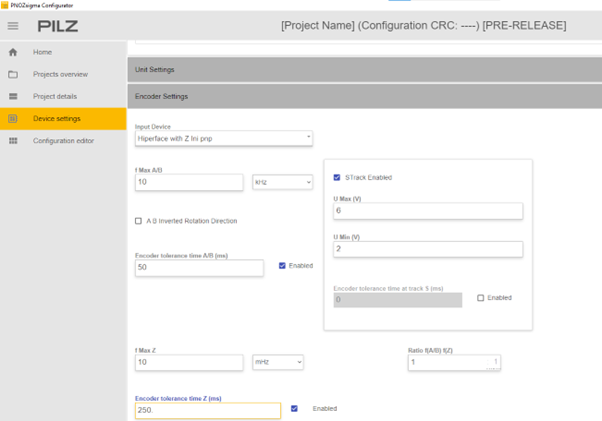 PNOZsigma Configurator
PILZ
[Project Name] (Configuration CRC: ----) [PRE-RELEASE]
Home
Projects overview
Project details
Device settings
Configuration editor
Unit Settings
Encoder Settings
Input Device
Hiperface with Z Ini pnp
f Max A/B
10
kHz
STrack Enabled
U Max (V)
6
A B Inverted Rotation Direction
U Min (V)
2
Encoder tolerance time A/B (ms)
50
Enabled
Encoder tolerance time at track S (ms)
0
Enabled
f Max Z
10
mHz
Ratio f(A/B) f(Z)
1
1
Encoder tolerance time Z (ms)
250
Enabled